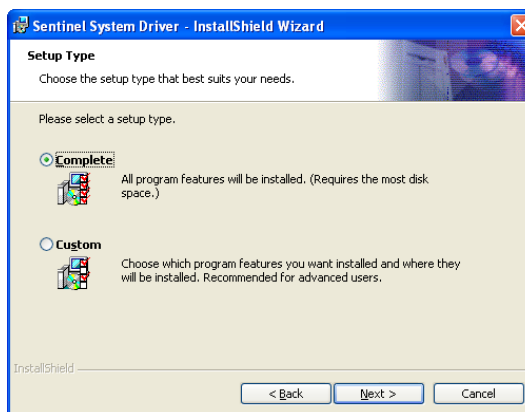 Sentinel System Driver - InstallShield Wizard
Setup Type
Choose the setup type that best suits your needs.
Please select a setup type.
Complete
All program features will be installed. (Requires the most disk
space.)
Custom
Choose which program features you want installed and where they
will be installed. Recommended for advanced users.
InstallShield
< Back
Next >
Cancel